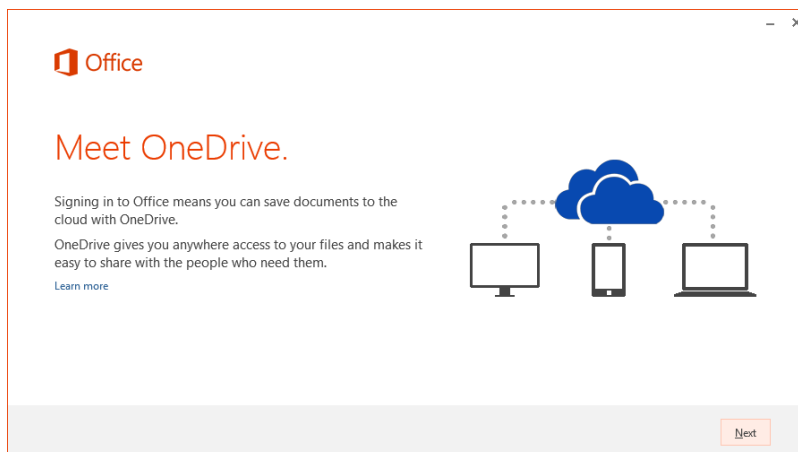 Office
Meet OneDrive.
Signing in to Office means you can save documents to the
cloud with OneDrive.
OneDrive gives you anywhere access to your files and makes it
easy to share with the people who need them.
Learn more
Next